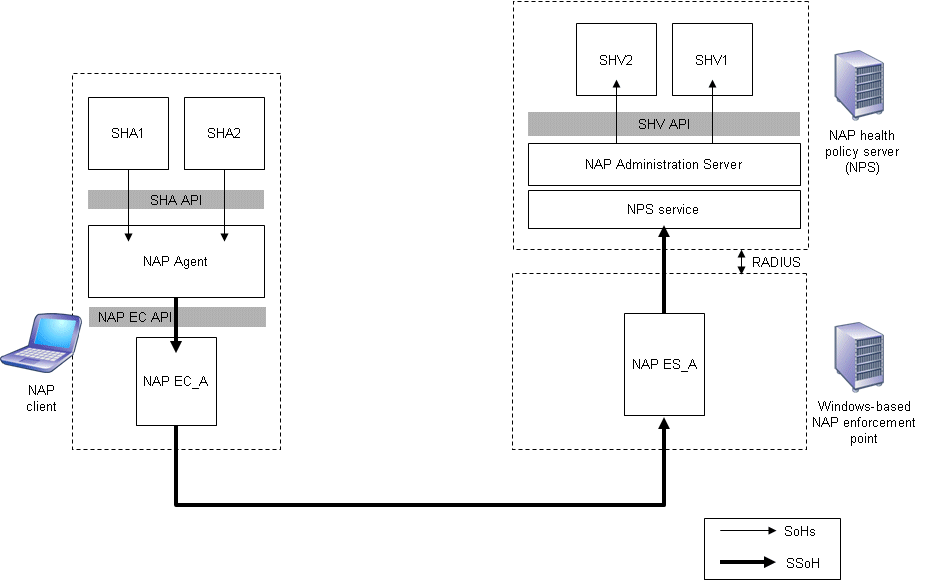 SHV2
SHV1
SHV API
NAP Administration Server
NPS service
NAP health
policy server
(NPS)
SHA1
SHA2
SHA API
NAP Agent
NAP EC API
NAP EC_A
NAP
client
RADIUS
NAP ES_A
Windows-based
NAP enforcement
point
SoHs
SSoH